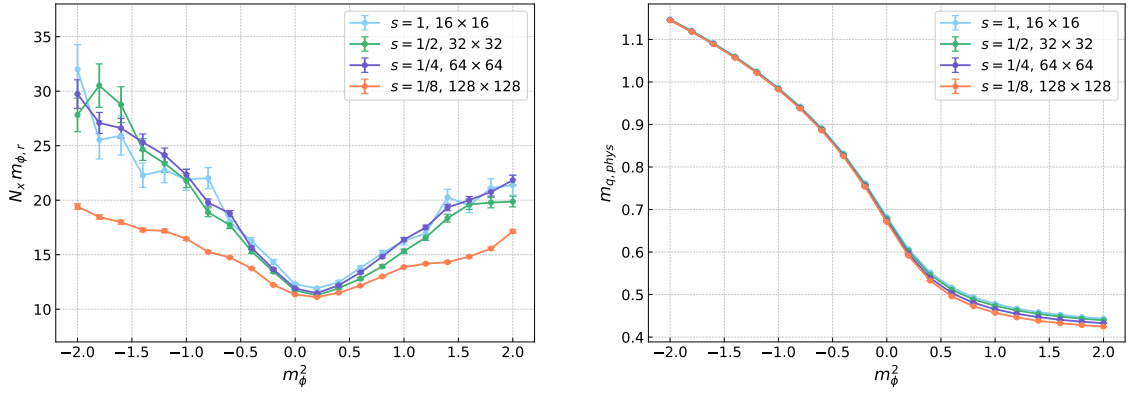 35
30
25
20
15
10
N_x m_{ϕ,r}
s = 1, 16 × 16
s = 1/2, 32 × 32
s = 1/4, 64 × 64
s = 1/8, 128 × 128
−2.0 −1.5 −1.0 −0.5 0.0 0.5 1.0 1.5 2.0
m_ϕ^2
1.1
1.0
0.9
0.8
0.7
0.6
0.5
0.4
m_{q,phys}
s = 1, 16 × 16
s = 1/2, 32 × 32
s = 1/4, 64 × 64
s = 1/8, 128 × 128
−2.0 −1.5 −1.0 −0.5 0.0 0.5 1.0 1.5 2.0
m_ϕ^2